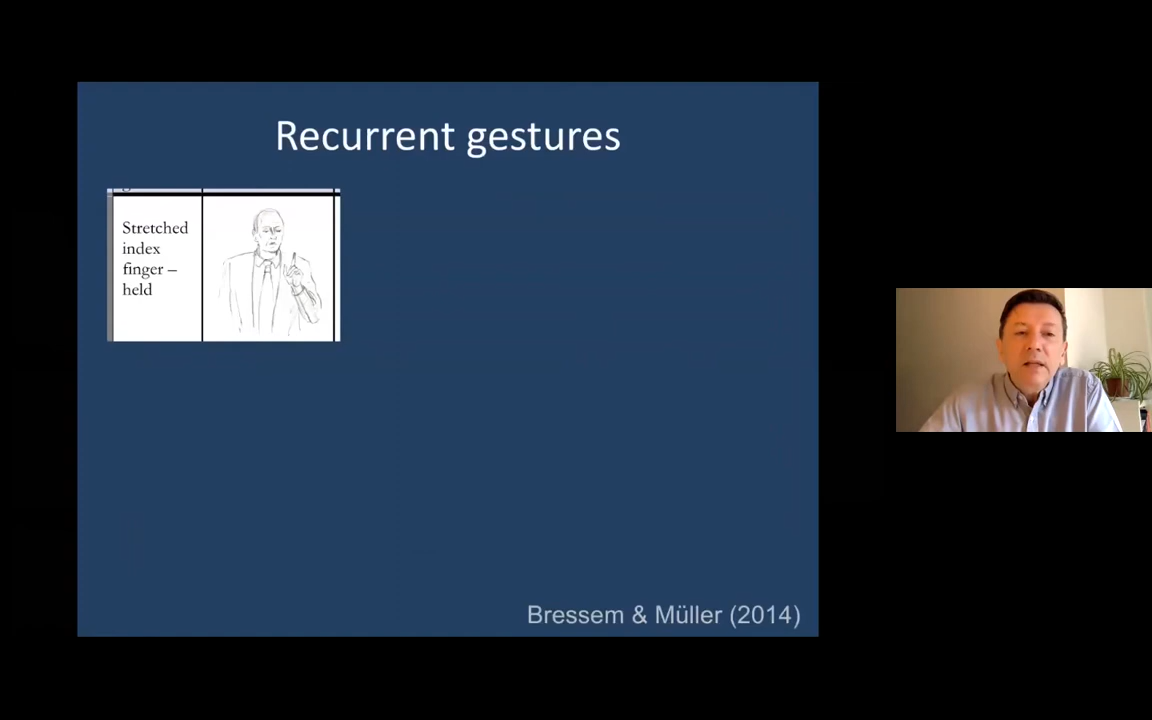 Recurrent gestures
Stretched
index
finger –
held
Bressem & Müller (2014)